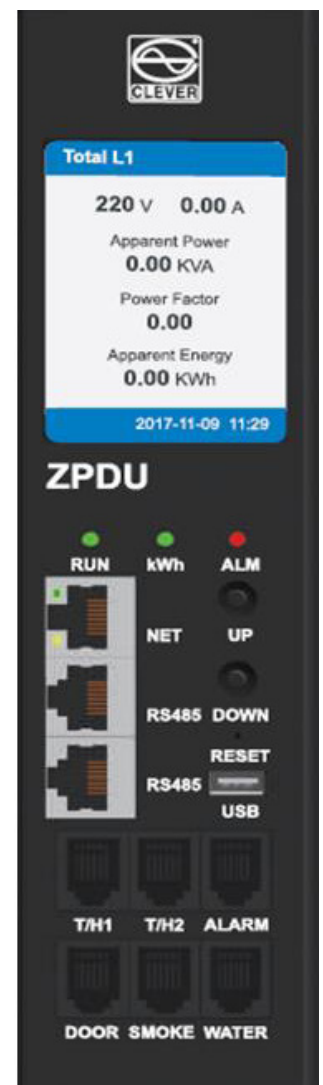 CLEVER
Total L1
220 V 0.00 A
Apparent Power
0.00 KVA
Power Factor
0.00
Apparent Energy
0.00 KWh
2017-11-09 11:29
ZPDU
RUN kWh ALM
NET UP
RS485 DOWN
RESET
RS485
USB
T/H1 T/H2 ALARM
DOOR SMOKE WATER